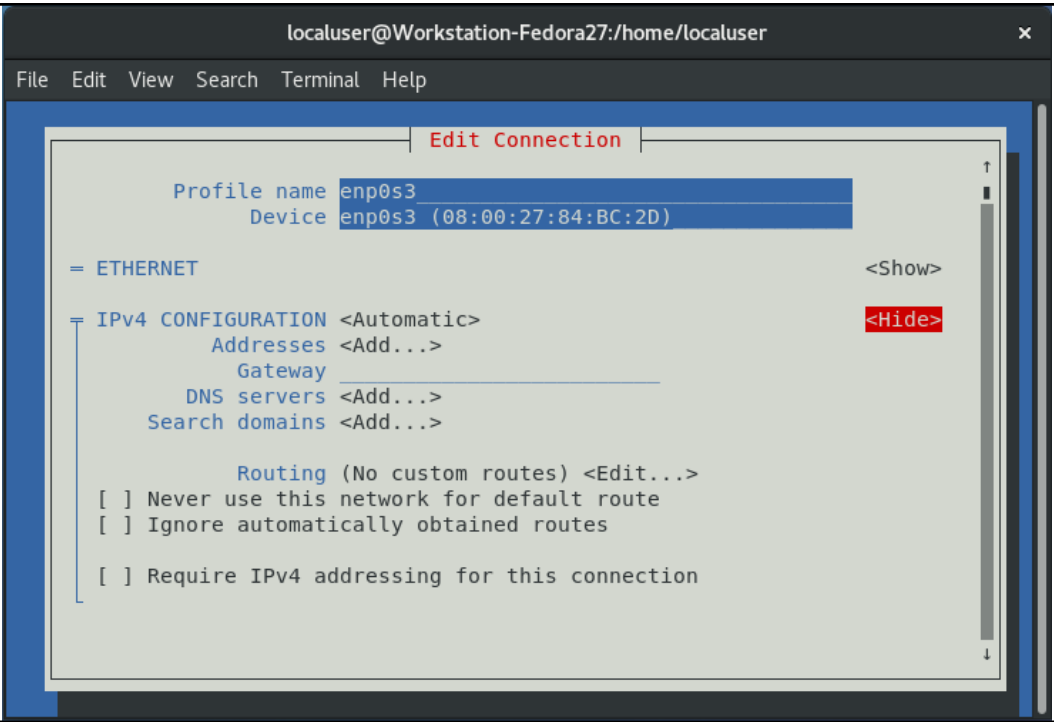 localuser@Workstation-Fedora27:/home/localuser ×
File Edit View Search Terminal Help
Edit Connection
Profile name enp0s3
Device enp0s3 (08:00:27:84:BC:2D)
= ETHERNET <Show>
= IPv4 CONFIGURATION <Automatic> <Hide>
Addresses <Add...>
Gateway
DNS servers <Add...>
Search domains <Add...>
Routing (No custom routes) <Edit...>
[ ] Never use this network for default route
[ ] Ignore automatically obtained routes
[ ] Require IPv4 addressing for this connection